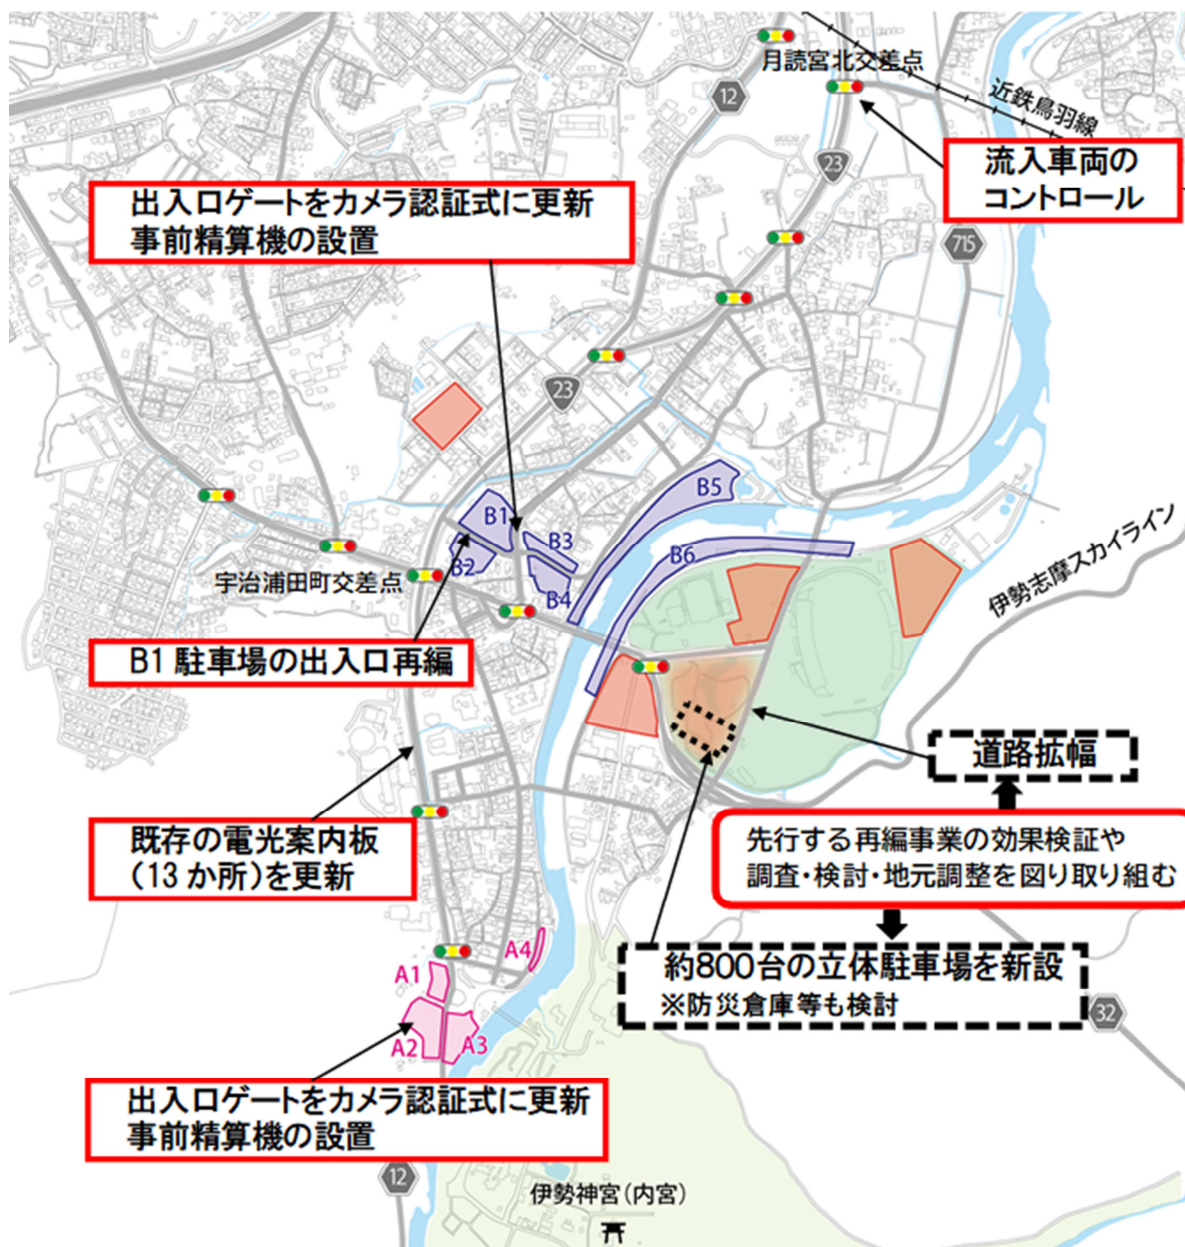 月読宮北交差点
12
近鉄鳥羽線
流入車両の
コントロール
23
出入口ゲートをカメラ認証式に更新
事前精算機の設置
715
23
B5
B1
B3
B2
B6
B4
宇治浦田町交差点
伊勢志摩スカイライン
B1駐車場の出入口再編
道路拡幅
既存の電光案内板
(13か所)を更新
先行する再編事業の効果検証や
調査・検討・地元調整を図り取り組む
A4
A1
約800台の立体駐車場を新設
※防災倉庫等も検討
32
A2
A3
出入口ゲートをカメラ認証式に更新
事前精算機の設置
12
伊勢神宮(内宮)